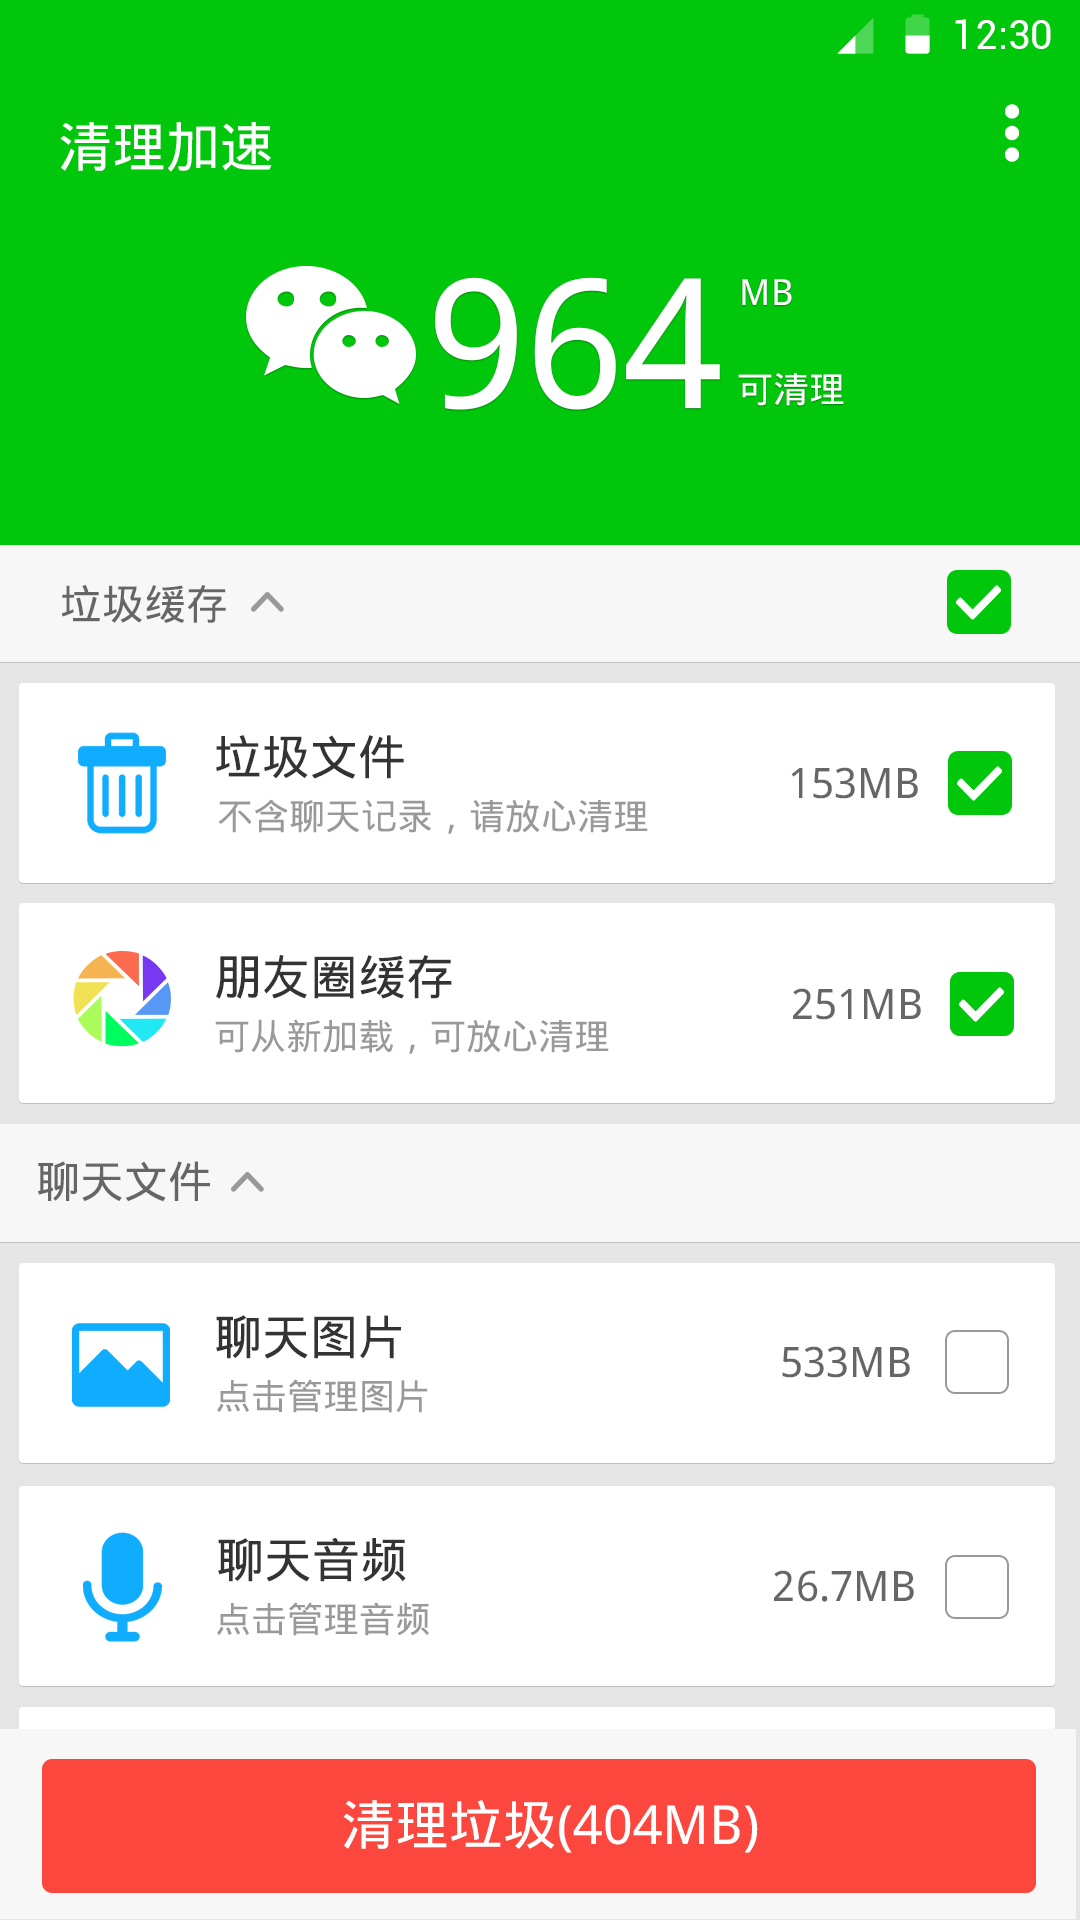 12:30
清理加速
964
MB
可清理
垃圾缓存
垃圾文件
不含聊天记录，请放心清理
153MB
朋友圈缓存
可从新加载，可放心清理
251MB
聊天文件
聊天图片
点击管理图片
533MB
聊天音频
点击管理音频
26.7MB
清理垃圾(404MB)